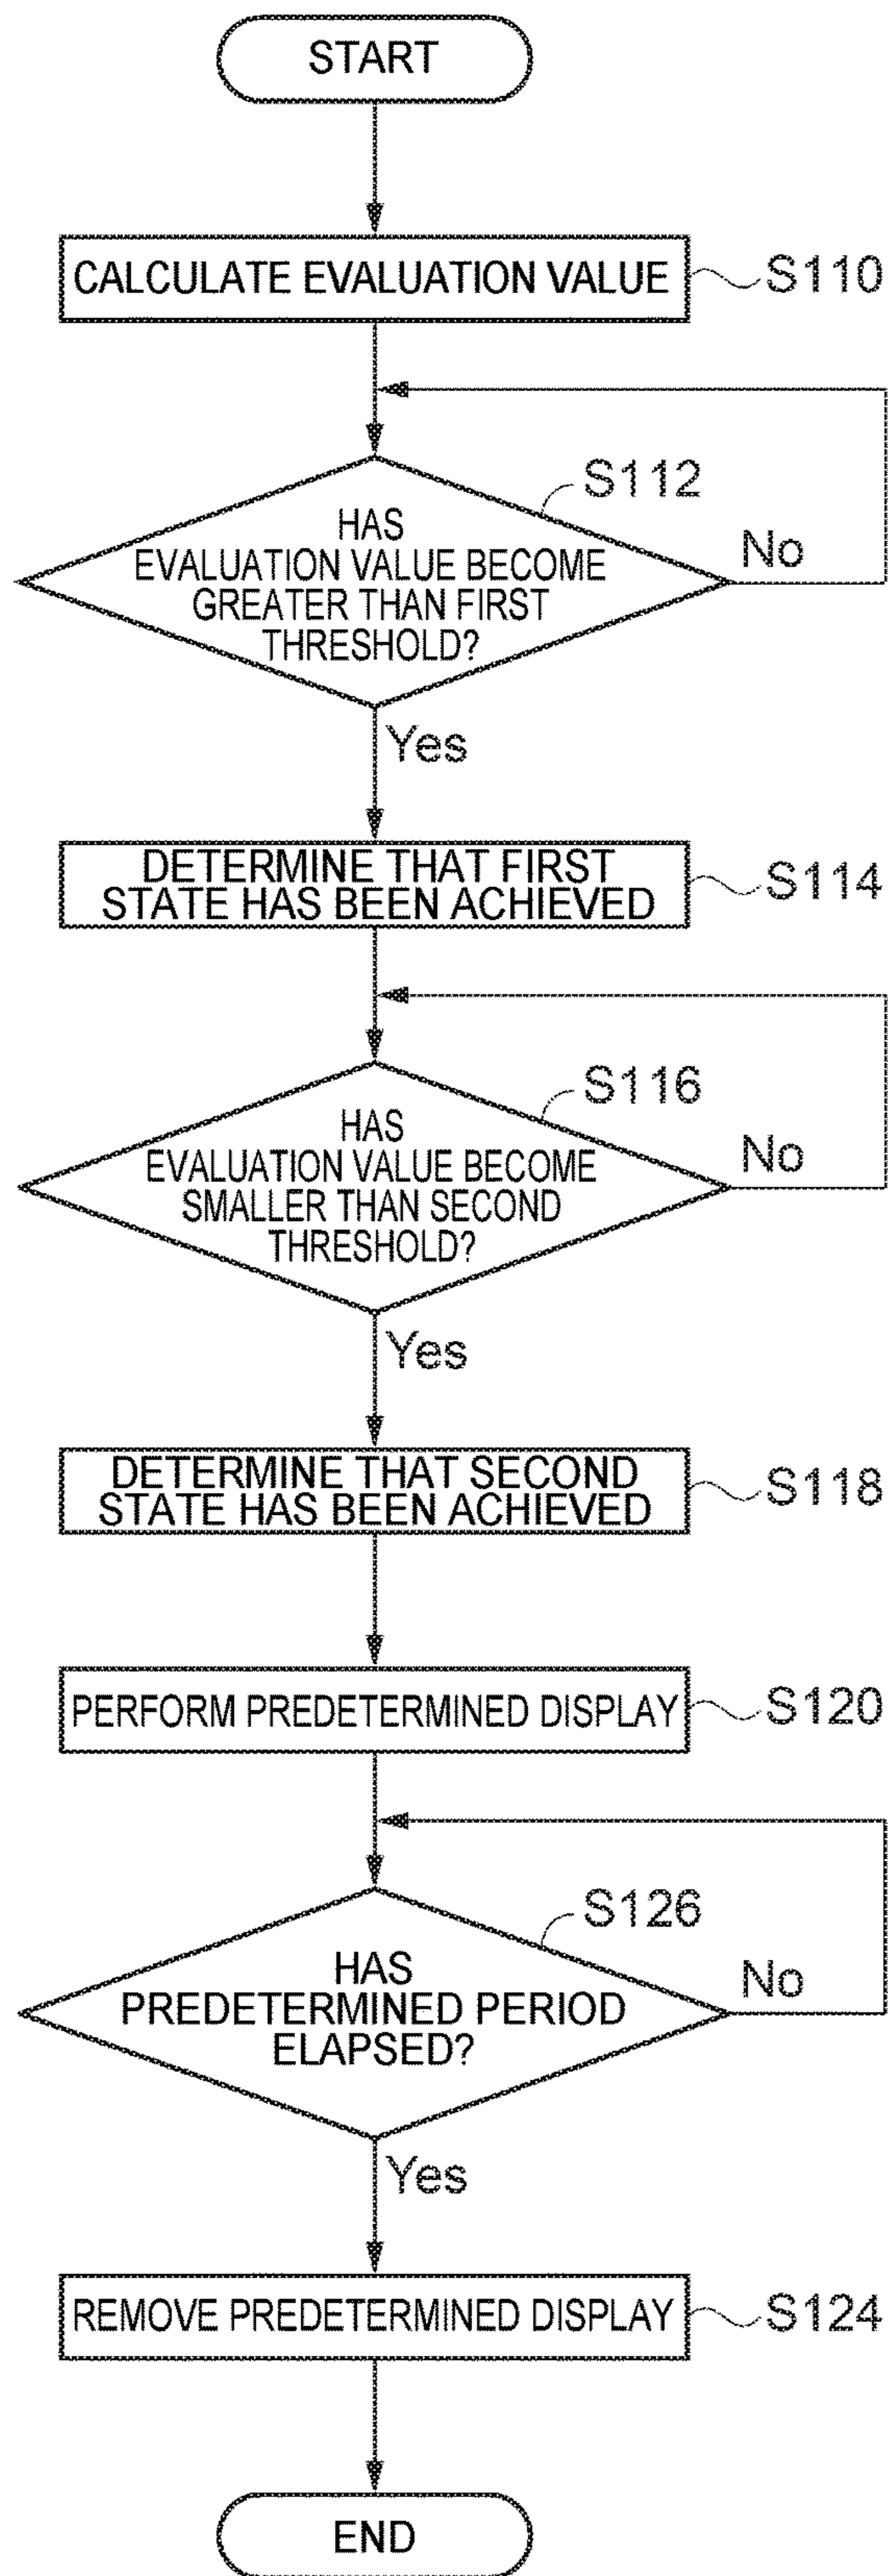 START
CALCULATE EVALUATION VALUE
S110
S112
HAS
EVALUATION VALUE BECOME
GREATER THAN FIRST
THRESHOLD?
No
Yes
DETERMINE THAT FIRST
STATE HAS BEEN ACHIEVED
S114
S116
HAS
EVALUATION VALUE BECOME
SMALLER THAN SECOND
THRESHOLD?
No
Yes
DETERMINE THAT SECOND
STATE HAS BEEN ACHIEVED
S118
PERFORM PREDETERMINED DISPLAY
S120
S126
HAS
PREDETERMINED PERIOD
ELAPSED?
No
Yes
REMOVE PREDETERMINED DISPLAY
S124
END